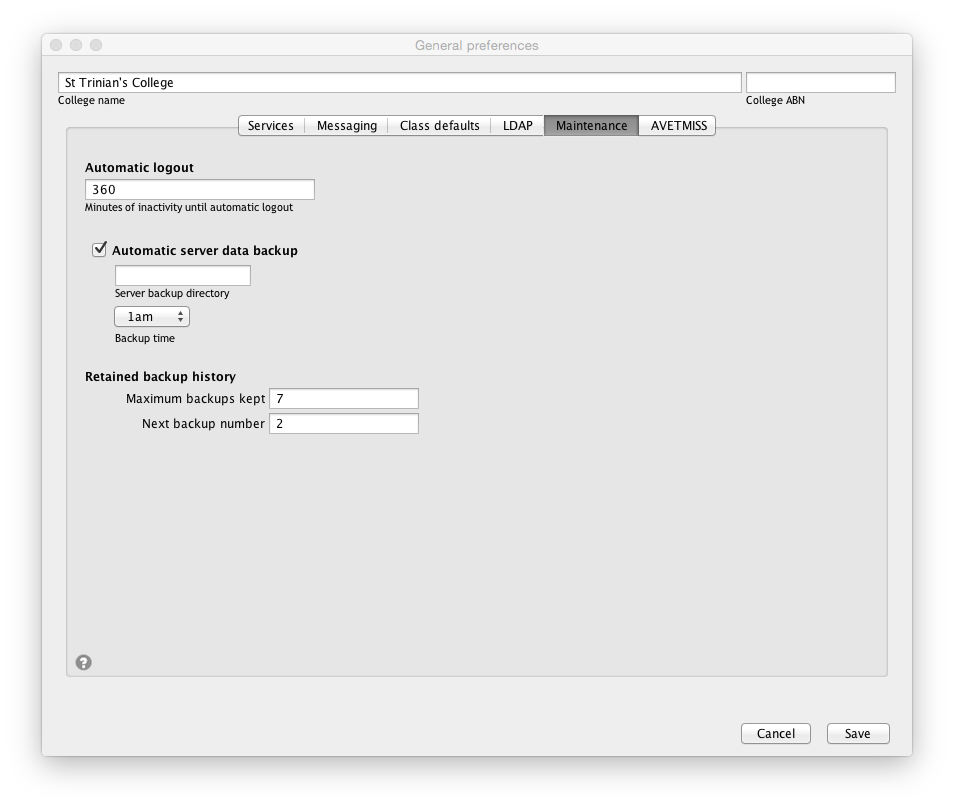 General preferences
St Trinian's College
College name
College ABN
Services Messaging Class defaults LDAP Maintenance AVETMISS
Automatic logout
360
Minutes of inactivity until automatic logout
Automatic server data backup
Server backup directory
1am
Backup time
Retained backup history
Maximum backups kept 7
Next backup number 2
?
Cancel Save